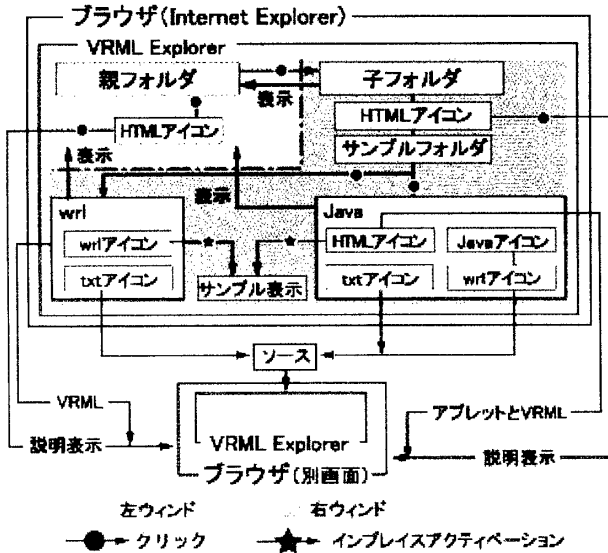 ブラウザ(Internet Explorer)
VRML Explorer
親フォルダ
子フォルダ
表示
HTMLアイコン
HTMLアイコン
サンプルフォルダ
表示
表示
wrl
wrlアイコン
txtアイコン
サンプル表示
Java
HTMLアイコン
Javaアイコン
txtアイコン
wrlアイコン
ソース
VRML
アプレットとVRML
VRML Explorer
説明表示
ブラウザ(別画面)
説明表示
左ウィンド
右ウィンド
クリック
インプレイスアクティベーション